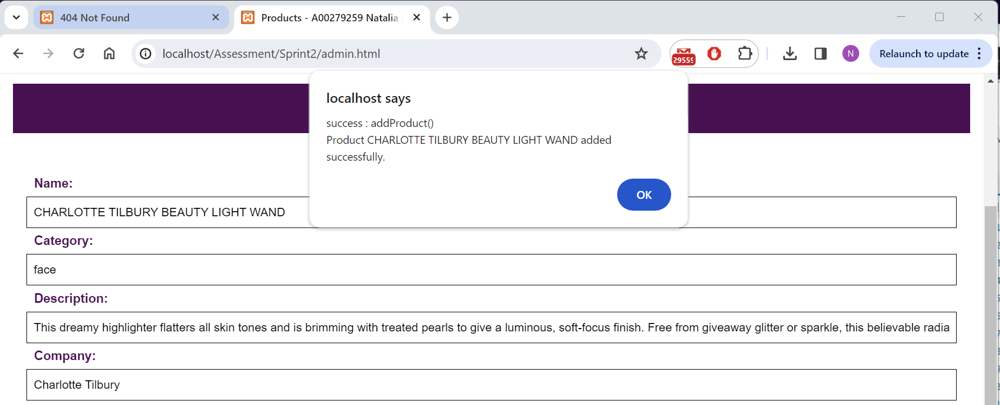 404 Not Found
Products - A00279259 Natalia
localhost/Assessment/Sprint2/admin.html
29559
N
Relaunch to update
localhost says
success : addProduct()
Product CHARLOTTE TILBURY BEAUTY LIGHT WAND added
successfully.
OK
Name:
CHARLOTTE TILBURY BEAUTY LIGHT WAND
Category:
face
Description:
This dreamy highlighter flatters all skin tones and is brimming with treated pearls to give a luminous, soft-focus finish. Free from giveaway glitter or sparkle, this believable radia
Company:
Charlotte Tilbury